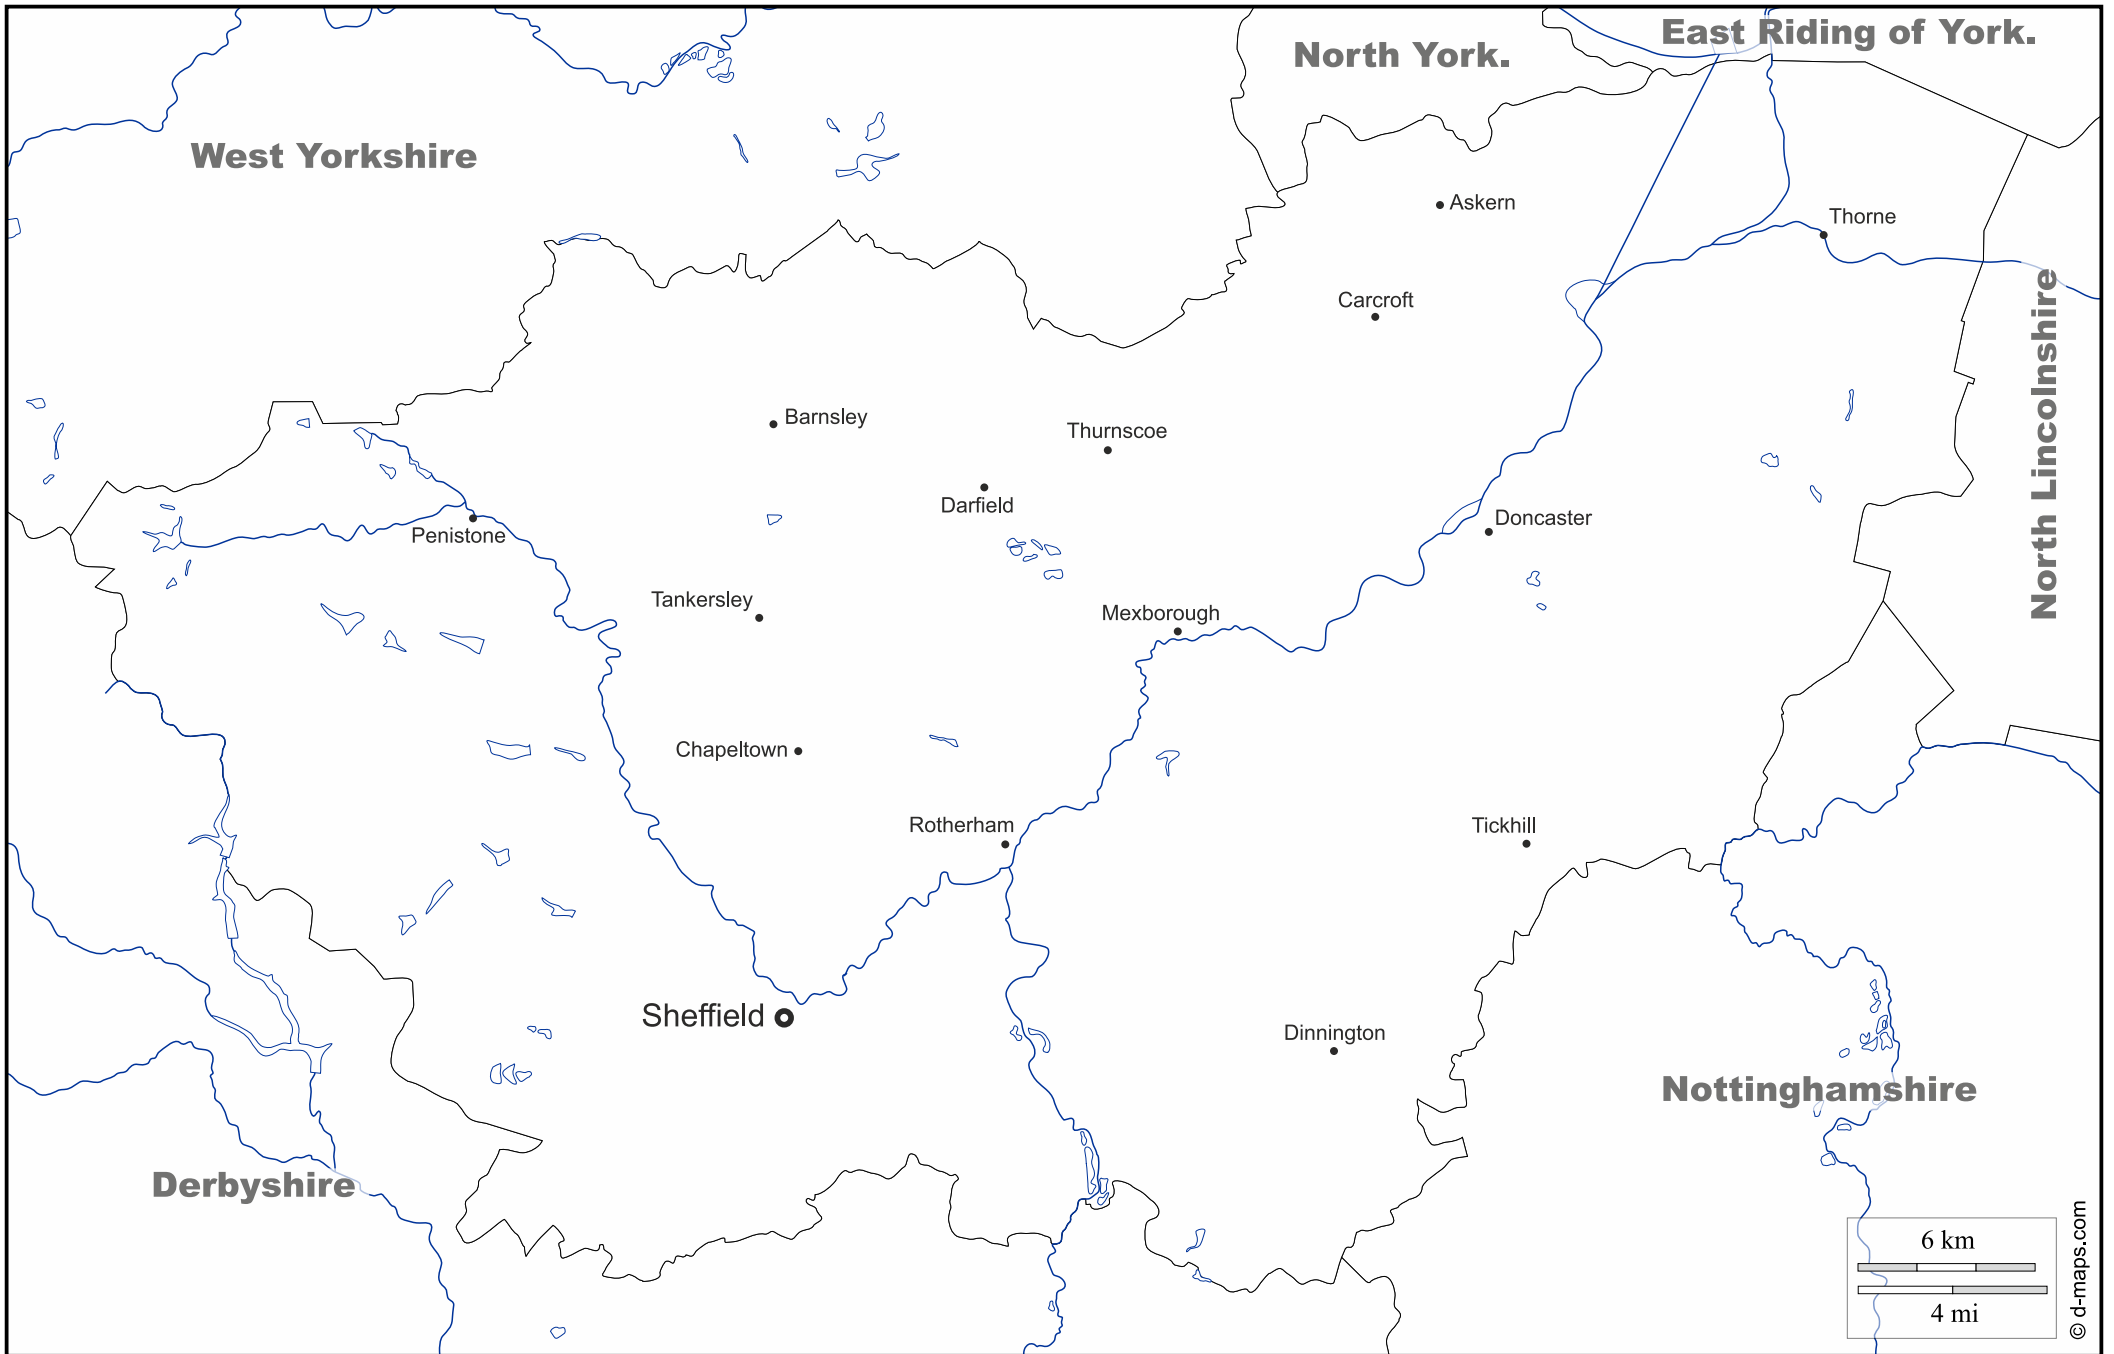 East Riding of York.
North York.
West Yorkshire
Askern
Thorne
Carcroft
North Lincolnshire
Barnsley
Thurnscoe
Darfield
Doncaster
Penistone
Tankersley
Mexborough
Chapeltown
Rotherham
Tickhill
Sheffield
Dinnington
Nottinghamshire
Derbyshire
6 km
4 mi
© d-maps.com